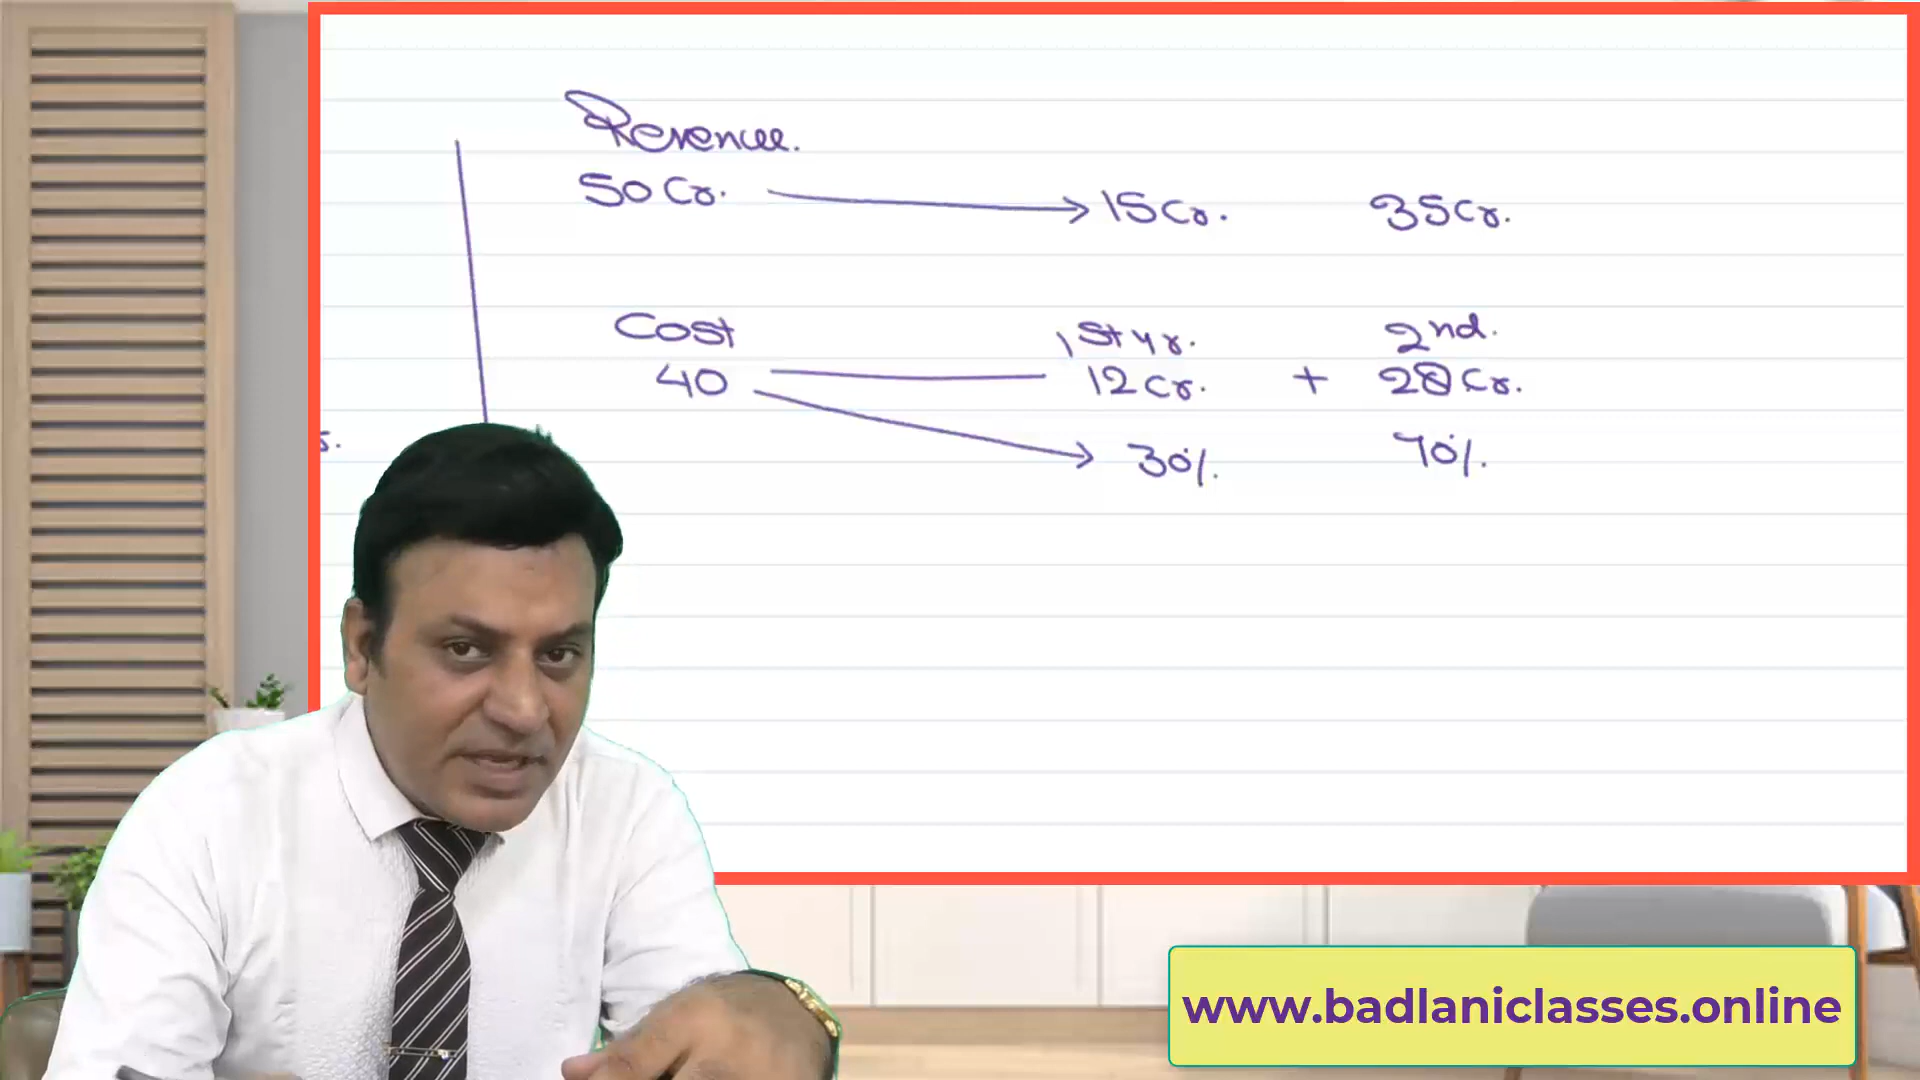 Revenue.
50 Cr. → 15 Cr. 35 Cr.
Cost 1st yr. 2nd.
40 12 Cr. + 28 Cr.
30% 70%.
www.badlaniclasses.online